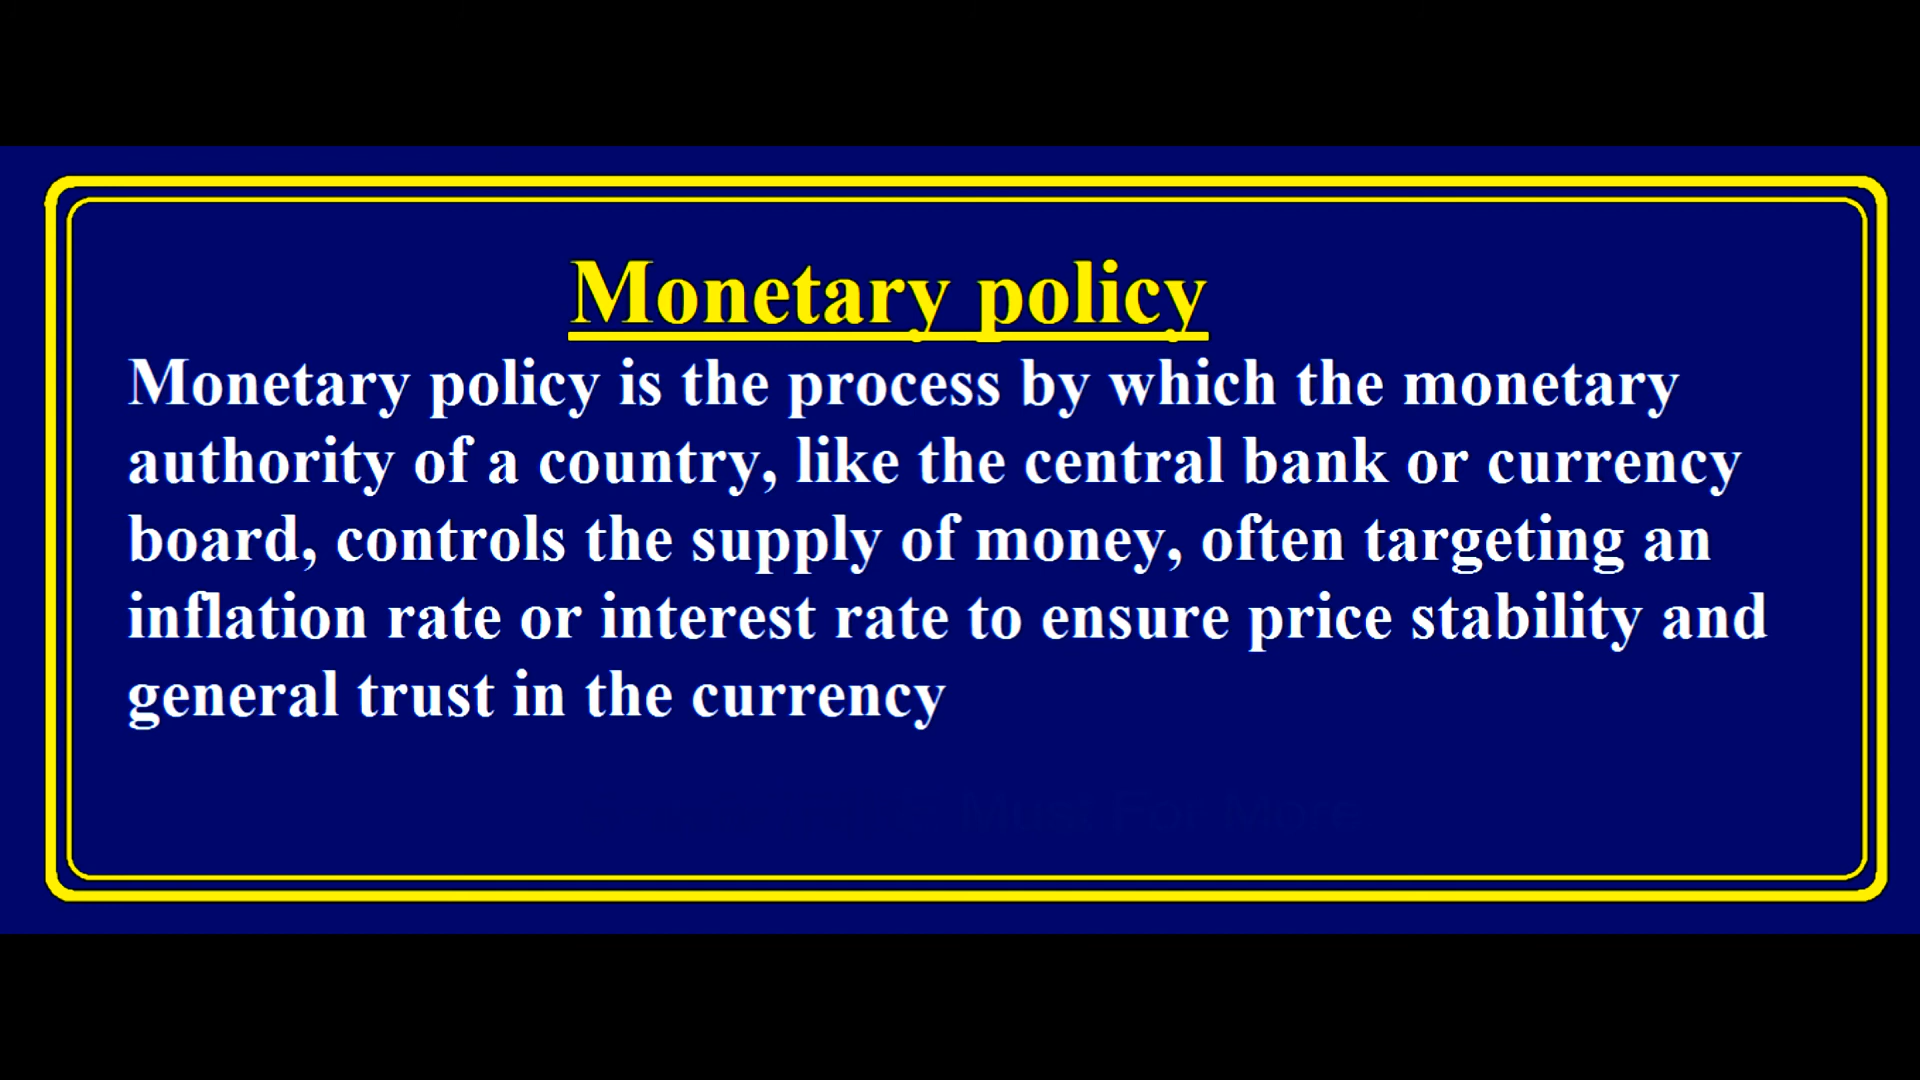 Monetary policy
Monetary policy is the process by which the monetary
authority of a country, like the central bank or currency
board, controls the supply of money, often targeting an
inflation rate or interest rate to ensure price stability and
general trust in the currency